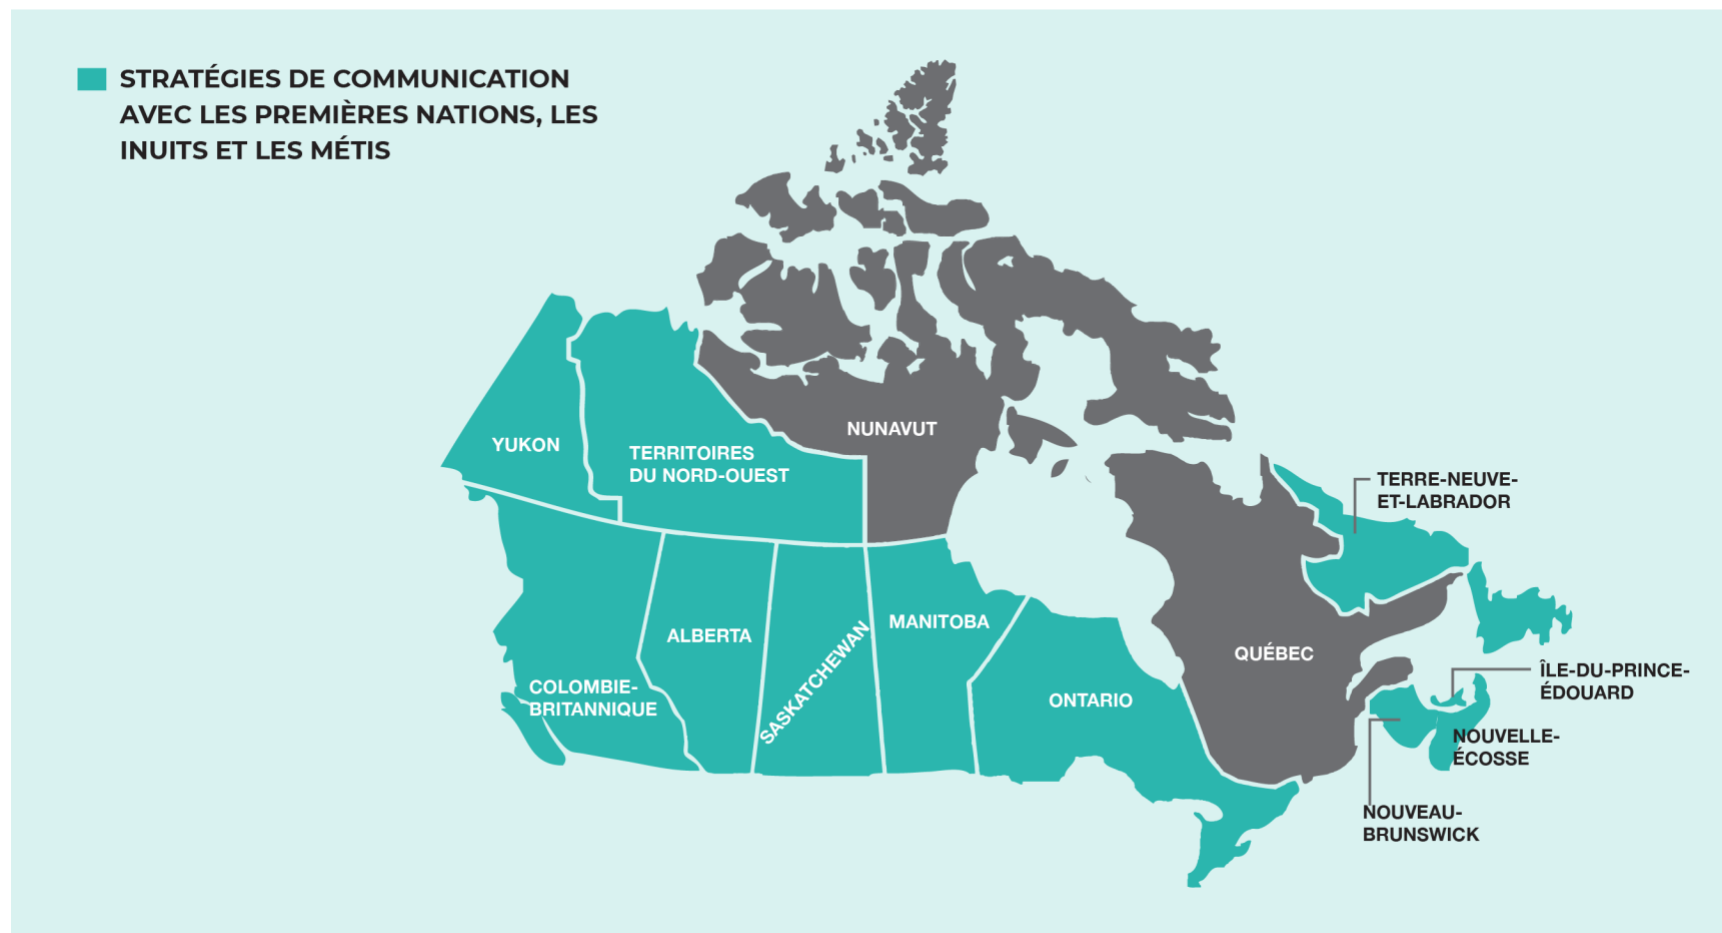 STRATÉGIES DE COMMUNICATION
AVEC LES PREMIÈRES NATIONS, LES
INUITS ET LES MÉTIS
NUNAVUT
YUKON
TERRITOIRES
DU NORD-OUEST
TERRE-NEUVE-
ET-LABRADOR
MANITOBA
ALBERTA
SASKATCHEWAN
QUÉBEC
ÎLE-DU-PRINCE-
ÉDOUARD
COLOMBIE-
BRITANNIQUE
ONTARIO
NOUVELLE-
ÉCOSSE
NOUVEAU-
BRUNSWICK